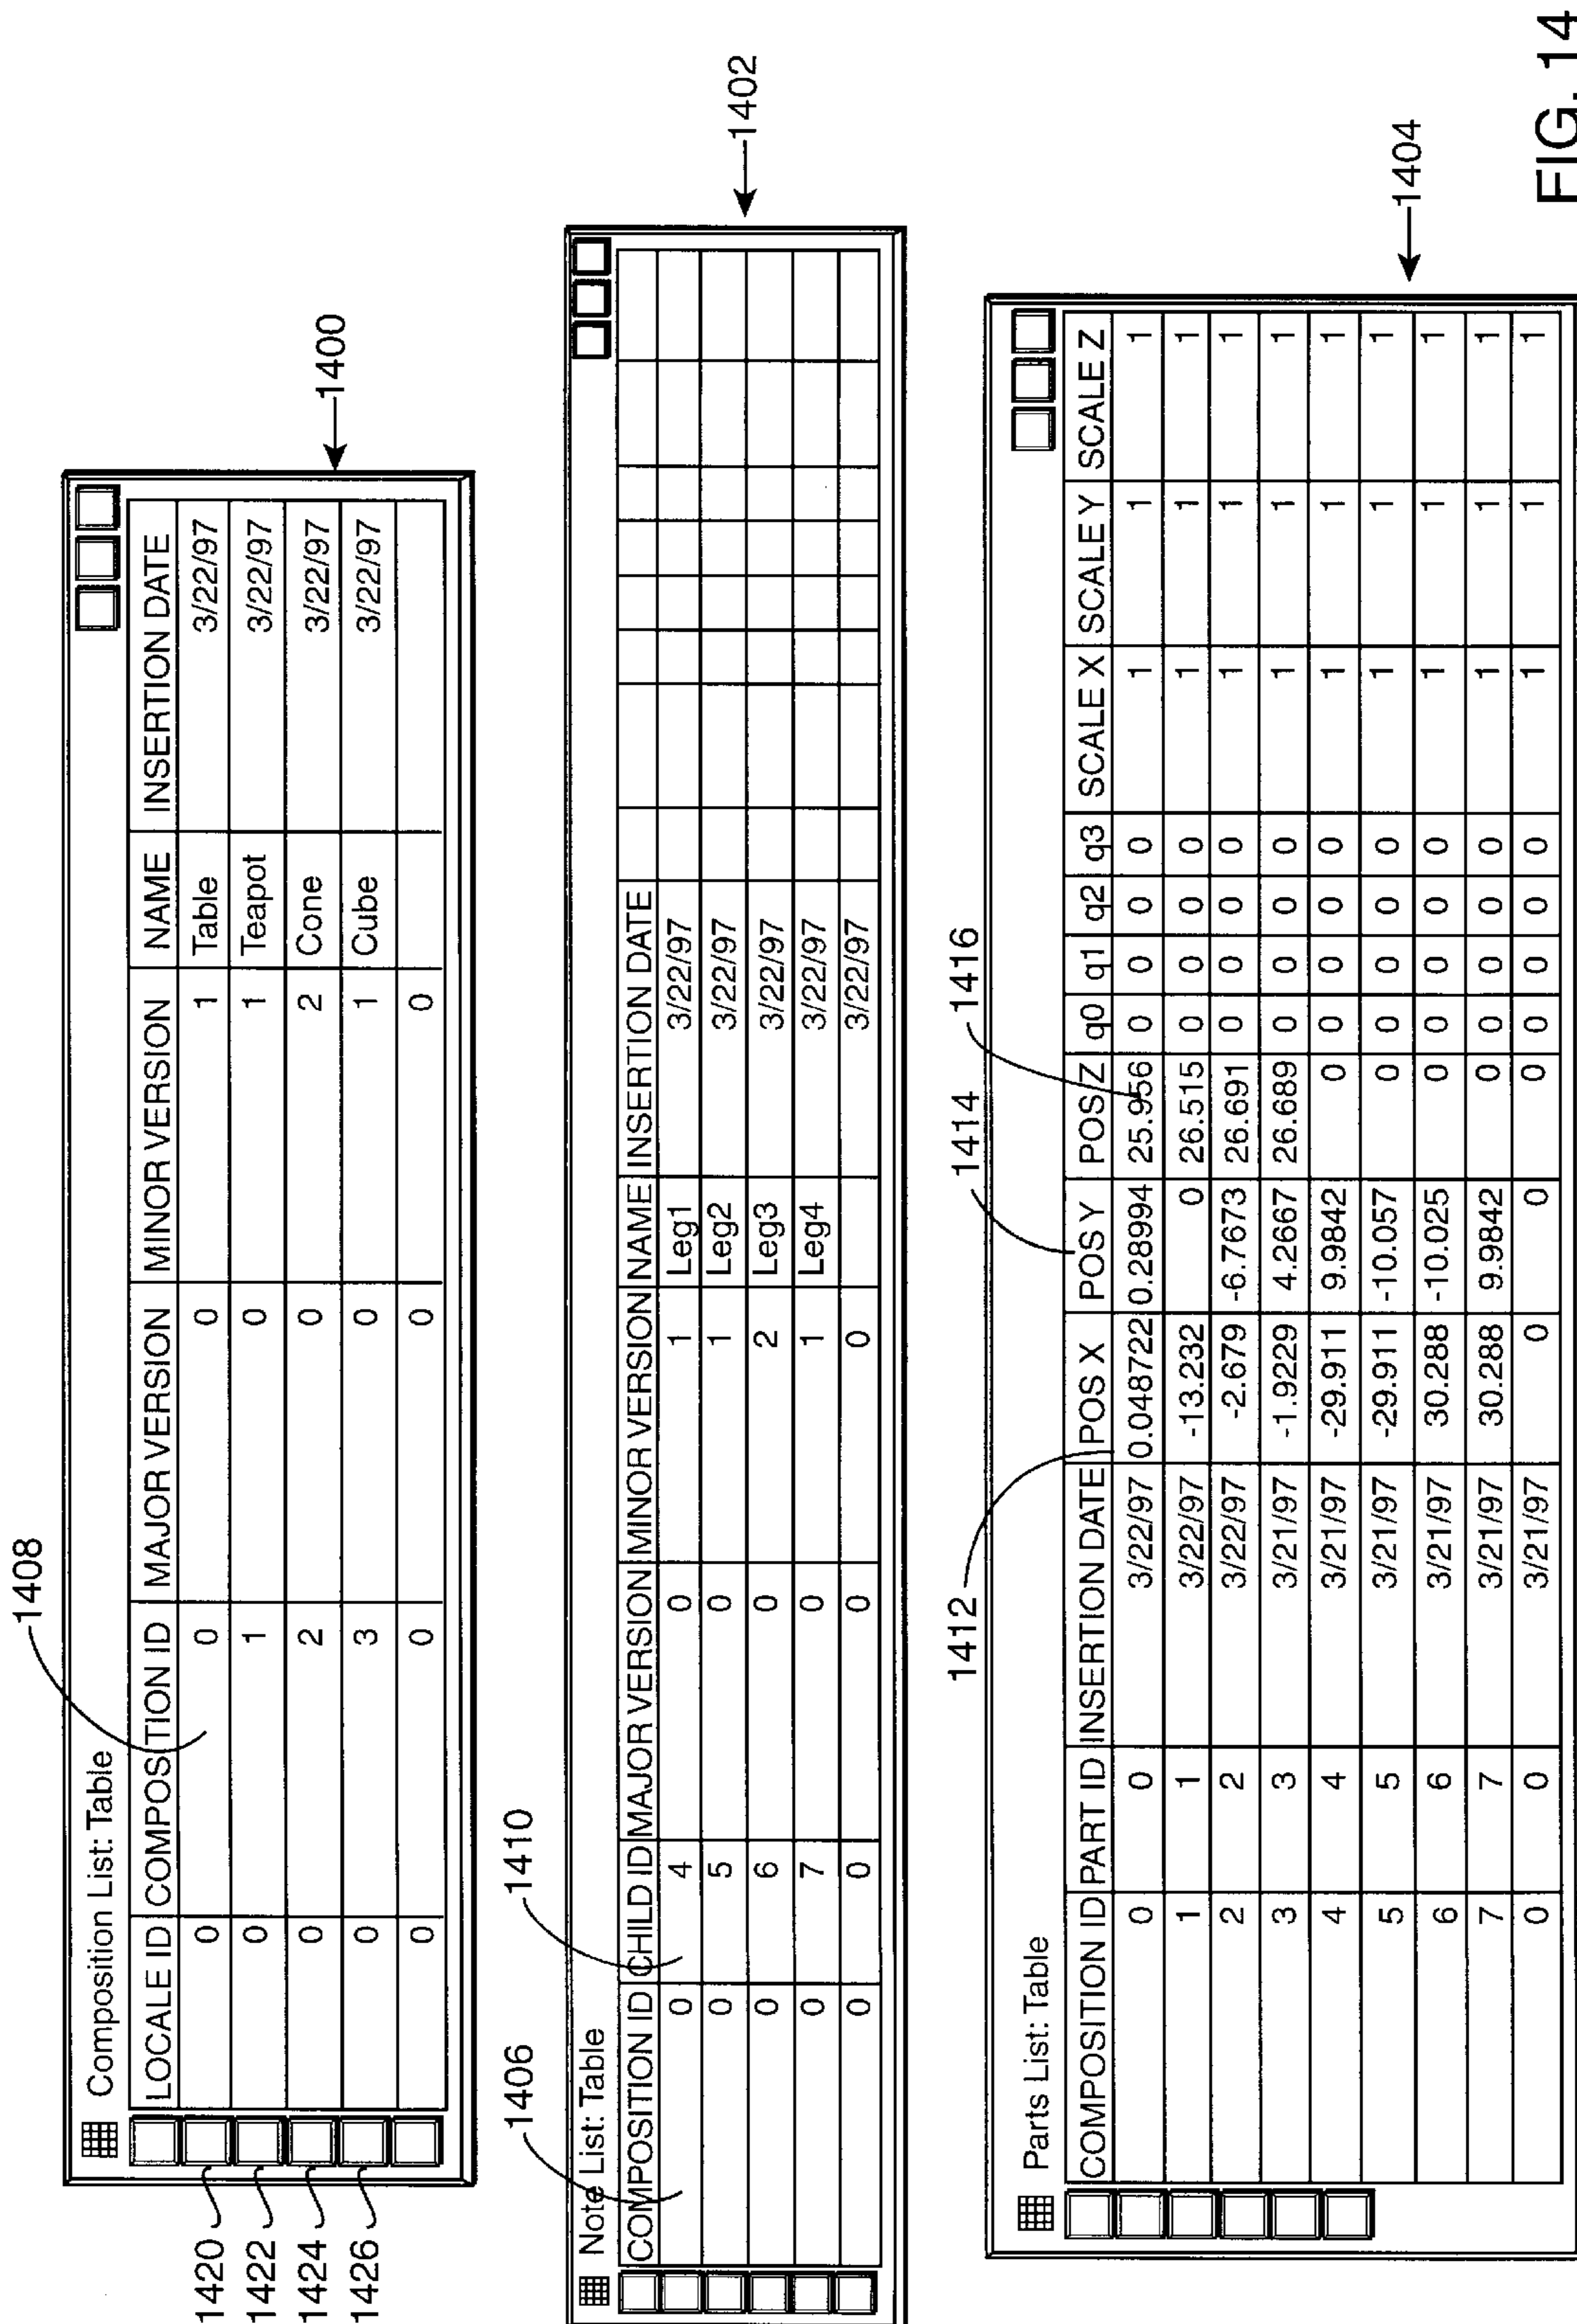 1408
Composition List: Table
LOCALE ID COMPOSITION ID MAJOR VERSION MINOR VERSION NAME INSERTION DATE
1420 0 0 0 1 Table 3/22/97
1422 0 1 0 1 Teapot 3/22/97
1424 0 2 0 2 Cone 3/22/97
1426 0 3 0 1 Cube 3/22/97
0 0 0 0
1400
1406
1410
Note List: Table
COMPOSITION ID CHILD ID MAJOR VERSION MINOR VERSION NAME INSERTION DATE
0 4 0 1 Leg1 3/22/97
0 5 0 1 Leg2 3/22/97
0 6 0 2 Leg3 3/22/97
0 7 0 1 Leg4 3/22/97
0 0 0 0 3/22/97
1402
1412
1414
1416
Parts List: Table
COMPOSITION ID PART ID INSERTION DATE POS X POS Y POS Z q0 q1 q2 q3 SCALE X SCALE Y SCALE Z
0 0 3/22/97 0.048722 0.28994 25.956 0 0 0 0 1 1 1
1 1 3/22/97 -13.232 0 26.515 0 0 0 0 1 1 1
2 2 3/22/97 -2.679 -6.7673 26.691 0 0 0 0 1 1 1
3 3 3/21/97 -1.9229 4.2667 26.689 0 0 0 0 1 1 1
4 4 3/21/97 -29.911 9.9842 0 0 0 0 0 1 1 1
5 5 3/21/97 -29.911 -10.057 0 0 0 0 0 1 1 1
6 6 3/21/97 30.288 -10.025 0 0 0 0 0 1 1 1
7 7 3/21/97 30.288 9.9842 0 0 0 0 0 1 1 1
0 0 3/21/97 0 0 0 0 0 0 0 1 1 1
1404
FIG. 14